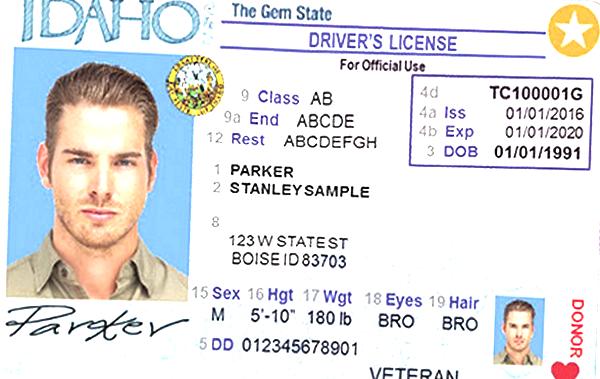 IDAHO
The Gem State
DRIVER'S LICENSE
For Official Use
9 Class AB
9a End ABCDE
12 Rest ABCDEFGH
4d TC100001G
4a Iss 01/01/2016
4b Exp 01/01/2020
3 DOB 01/01/1991
1 PARKER
2 STANLEY SAMPLE
8
123 W STATE ST
BOISE ID 83703
15 Sex 16 Hgt 17 Wgt 18 Eyes 19 Hair
M 5'-10" 180 lb BRO BRO
Parker
5 DD 012345678901
DONOR
VETERAN